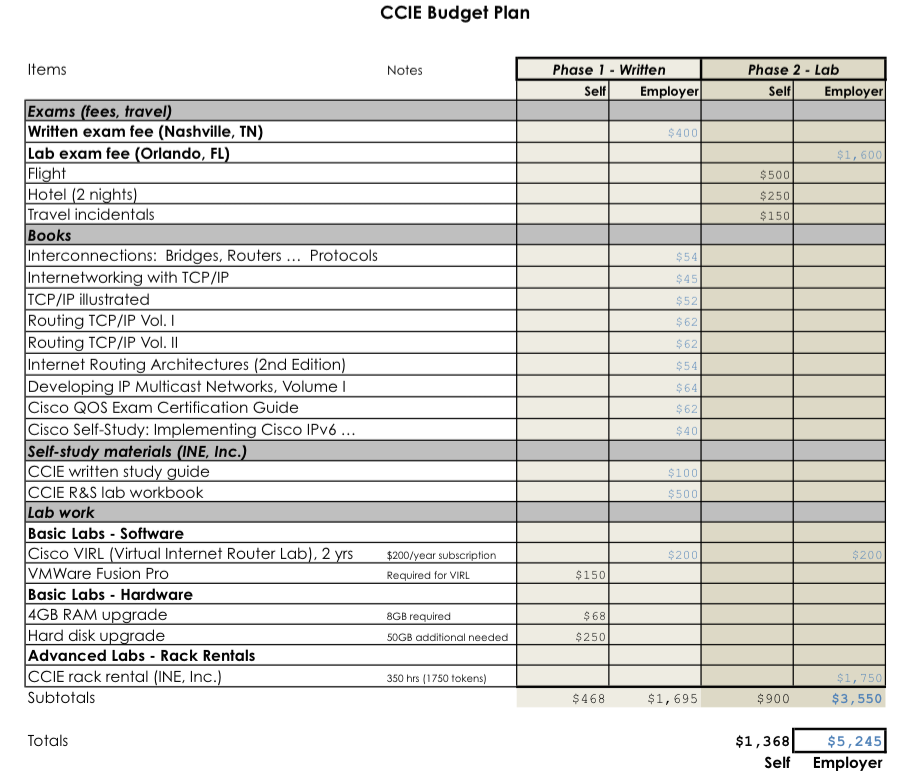 CCIE Budget Plan
Items Notes Phase 1 - Written Phase 2 - Lab
Self Employer Self Employer
Exams (fees, travel)
Written exam fee (Nashville, TN) $400
Lab exam fee (Orlando, FL) $1,600
Flight $500
Hotel (2 nights) $250
Travel incidentals $150
Books
Interconnections: Bridges, Routers ... Protocols $54
Internetworking with TCP/IP $45
TCP/IP illustrated $52
Routing TCP/IP Vol. I $62
Routing TCP/IP Vol. II $62
Internet Routing Architectures (2nd Edition) $54
Developing IP Multicast Networks, Volume I $64
Cisco QOS Exam Certification Guide $62
Cisco Self-Study: Implementing Cisco IPv6 ... $40
Self-study materials (INE, Inc.)
CCIE written study guide $100
CCIE R&S lab workbook $500
Lab work
Basic Labs - Software
Cisco VIRL (Virtual Internet Router Lab), 2 yrs $200/year subscription $200 $200
VMWare Fusion Pro Required for VIRL $150
Basic Labs - Hardware
4GB RAM upgrade 8GB required $68
Hard disk upgrade 50GB additional needed $250
Advanced Labs - Rack Rentals
CCIE rack rental (INE, Inc.) 350 hrs (1750 tokens) $1,750
Subtotals $468 $1,695 $900 $3,550
Totals $1,368 $5,245
Self Employer